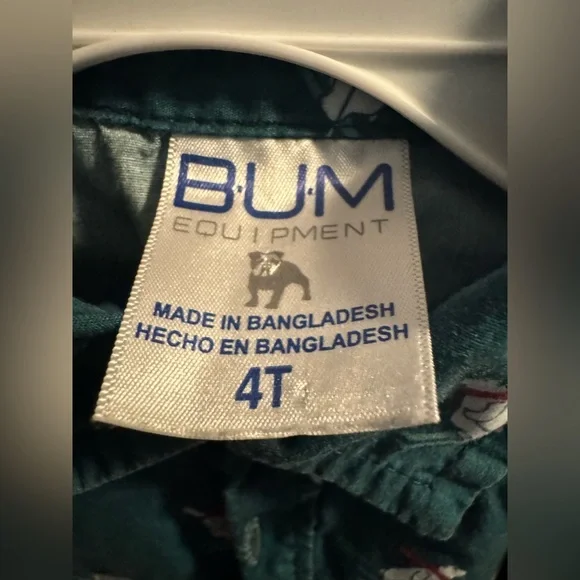 B·U·M
EQUIPMENT
MADE IN BANGLADESH
HECHO EN BANGLADESH
4T